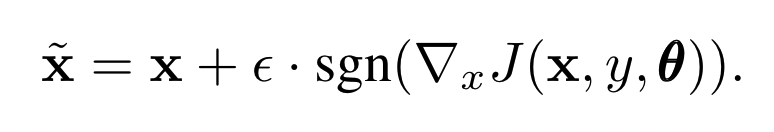 x̃ = x + ϵ · sgn(∇ₓJ(x, y, θ)).